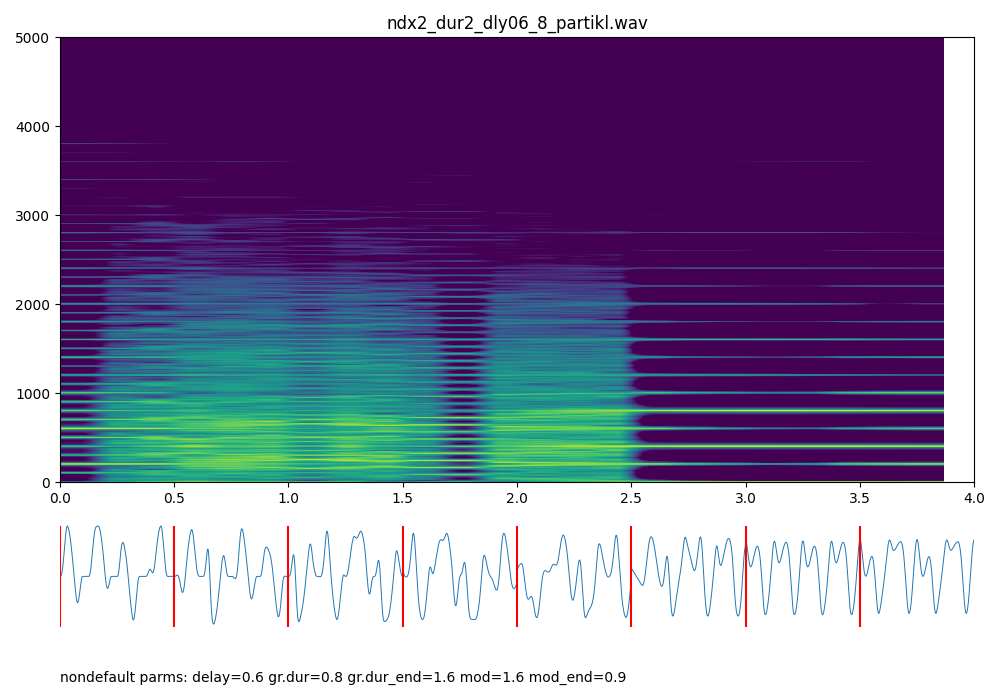 ndx2_dur2_dly06_8_partikl.wav
5000
4000
3000
2000
1000
0
0.0 0.5 1.0 1.5 2.0 2.5 3.0 3.5 4.0
nondefault parms: delay=0.6 gr.dur=0.8 gr.dur_end=1.6 mod=1.6 mod_end=0.9